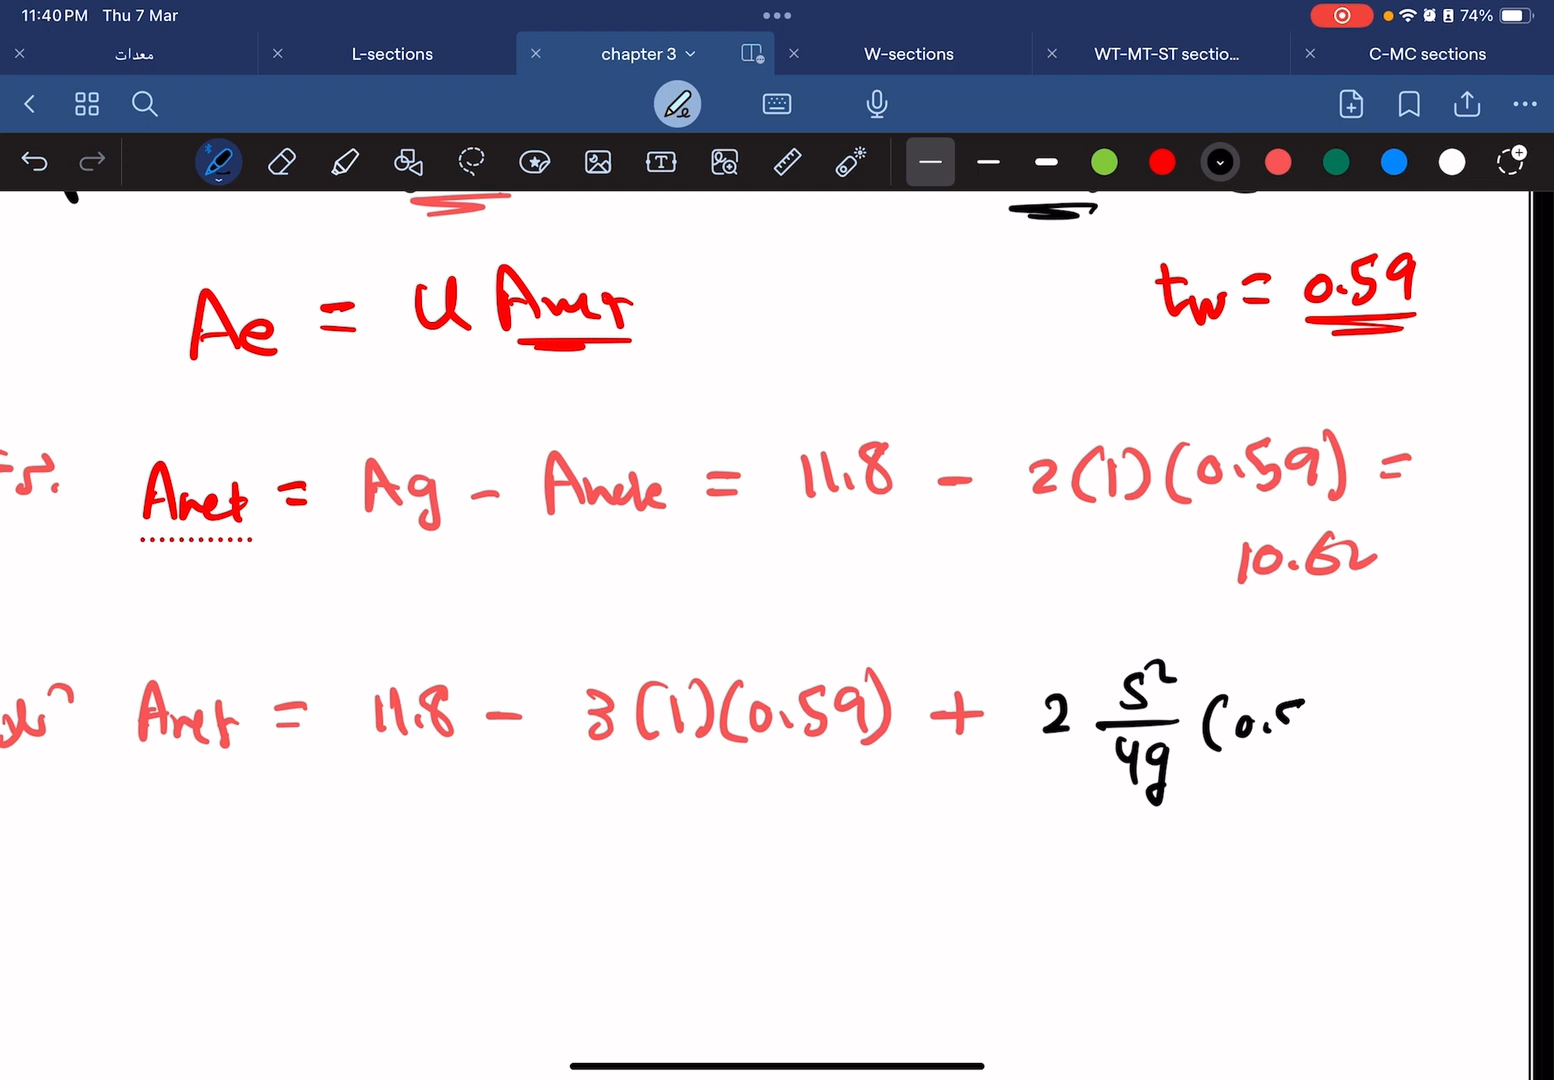 11:40 PM Thu 7 Mar 74%
معدات L-sections chapter 3 W-sections WT-MT-ST sectio... C-MC sections
Ae = U Anet tw = 0.59
Anet = Ag - Ahole = 11.8 - 2(1)(0.59) =
10.62
Anet = 11.8 - 3(1)(0.59) + 2 s²/4g (0.5